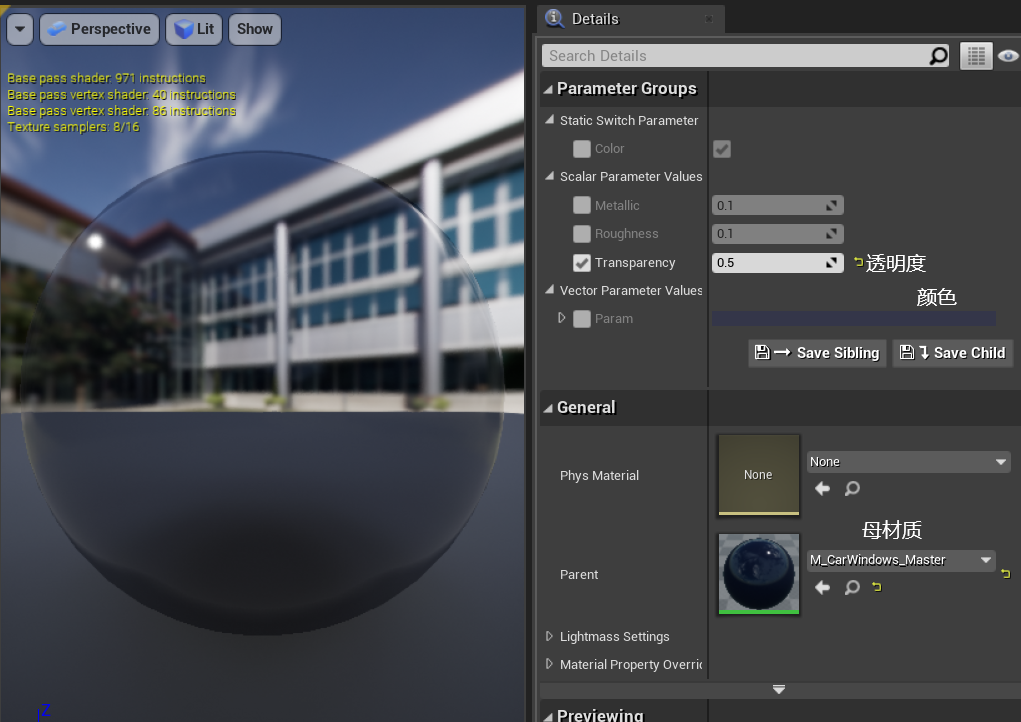 Perspective
Lit
Show
Base pass shader: 971 instructions
Base pass vertex shader: 40 instructions
Base pass vertex shader: 86 instructions
Texture samplers: 8/16
Z
Details
Search Details
Parameter Groups
Static Switch Parameter
Color
Scalar Parameter Values
Metallic
0.1
Roughness
0.1
Transparency
0.5
透明度
Vector Parameter Values
颜色
Param
Save Sibling
Save Child
General
Phys Material
None
None
母材质
Parent
M_CarWindows_Master
Lightmass Settings
Material Property Overric
Previewing